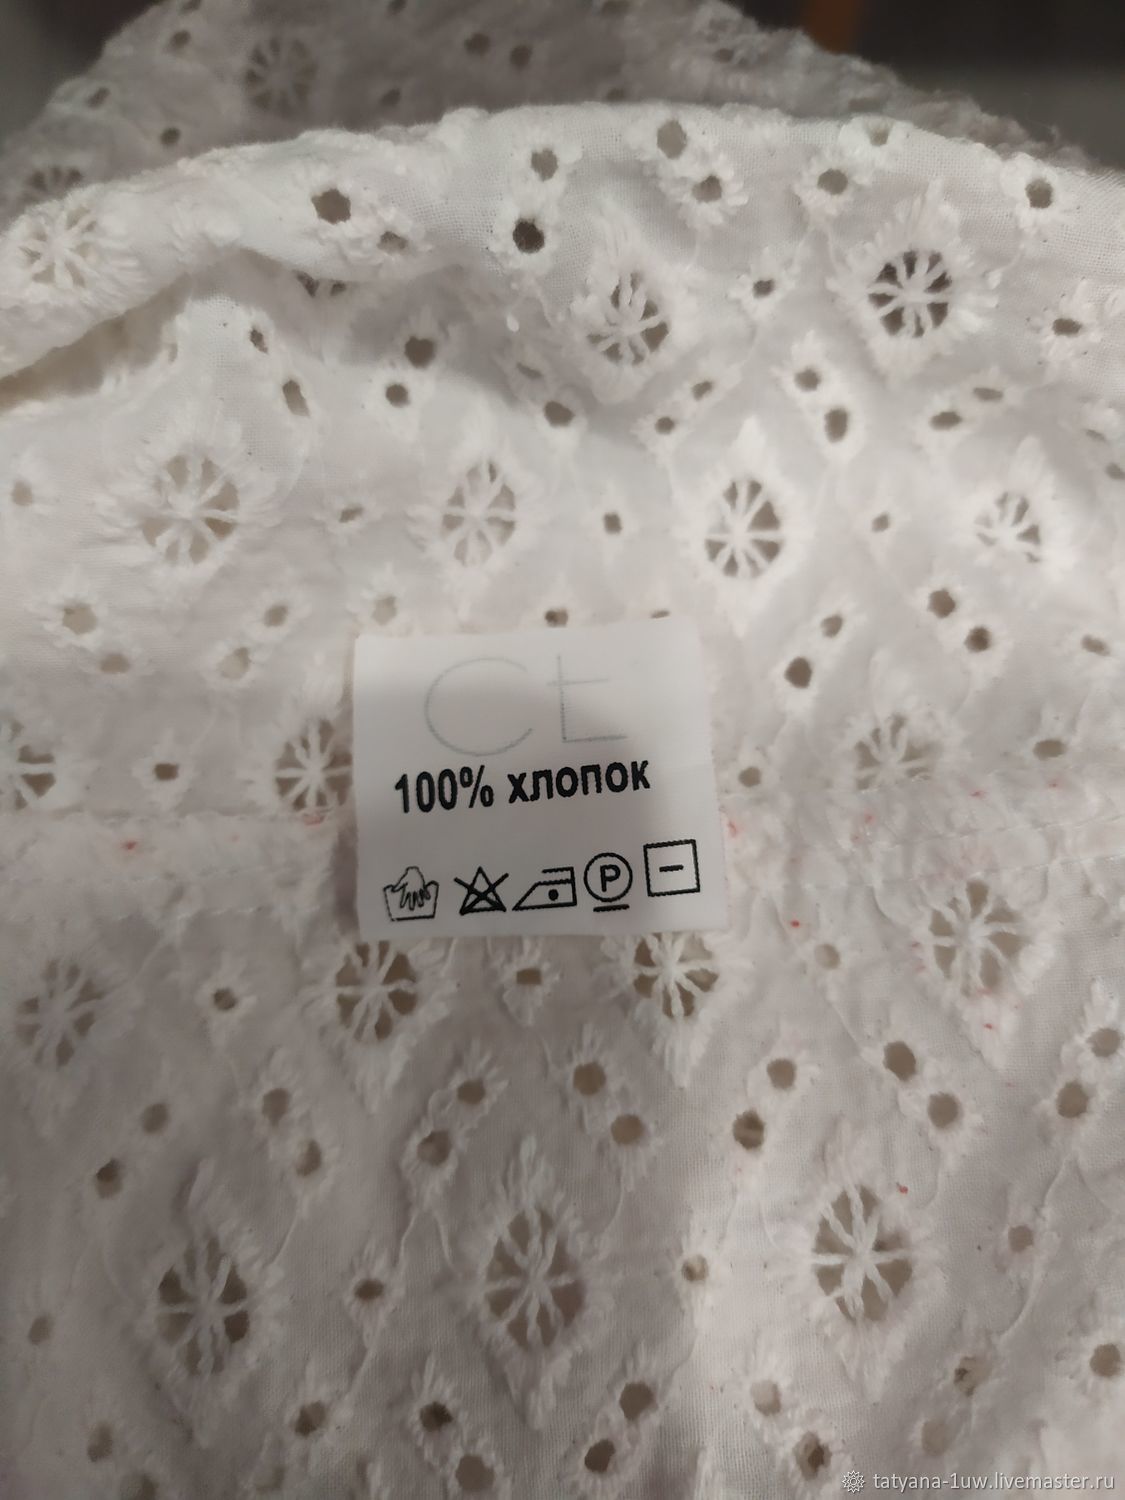 CE
100% хлопок
P
tatyana-1uw.livemaster.ru